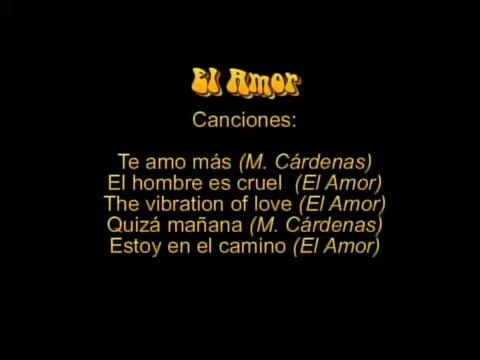 El Amor
Canciones:
Te amo más (M. Cárdenas)
El hombre es cruel (El Amor)
The vibration of love (El Amor)
Quizá mañana (M. Cárdenas)
Estoy en el camino (El Amor)